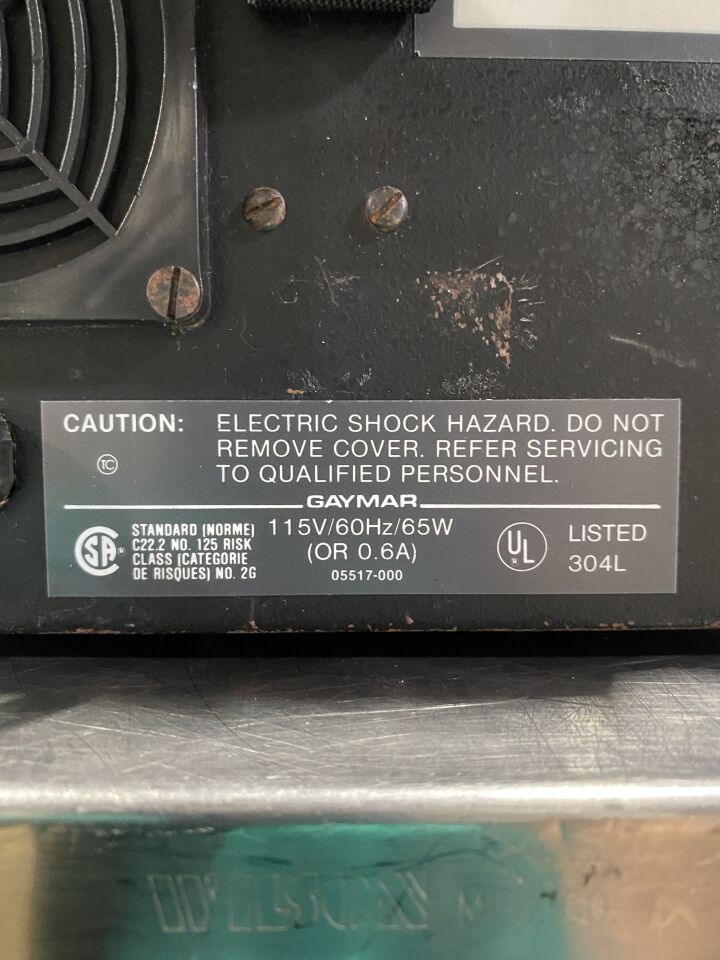 CAUTION: ELECTRIC SHOCK HAZARD. DO NOT
REMOVE COVER. REFER SERVICING
TO QUALIFIED PERSONNEL.
TC
GAYMAR
SA®
STANDARD (NORME)
C22.2 NO. 125 RISK
CLASS (CATEGORIE
DE RISQUES) NO. 2G
115V/60Hz/65W
(OR 0.6A)
05517-000
UL®
LISTED
304L